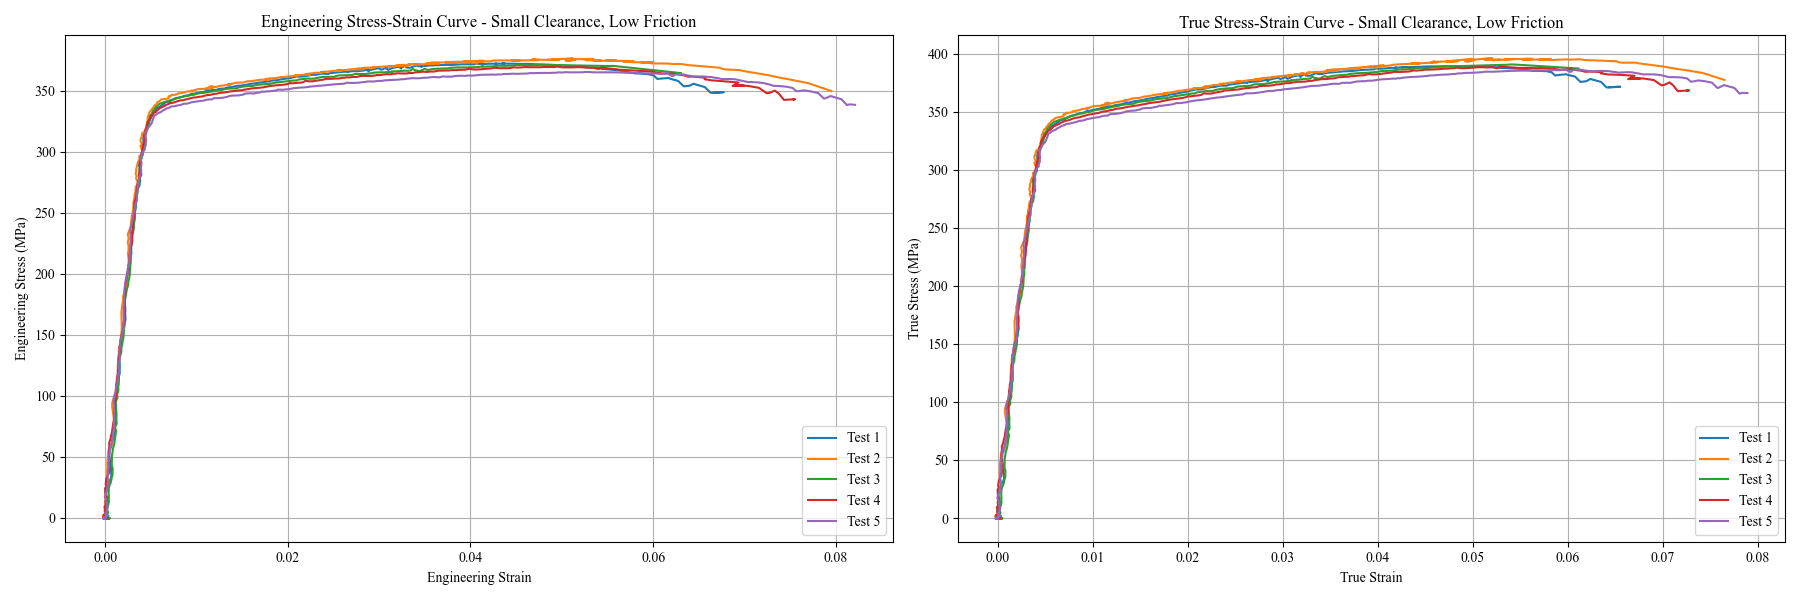 Engineering Stress-Strain Curve - Small Clearance, Low Friction
Engineering Stress (MPa)
350
300
250
200
150
100
50
0
0.00 0.02 0.04 0.06 0.08
Engineering Strain
Test 1
Test 2
Test 3
Test 4
Test 5
True Stress-Strain Curve - Small Clearance, Low Friction
True Stress (MPa)
400
350
300
250
200
150
100
50
0
0.00 0.01 0.02 0.03 0.04 0.05 0.06 0.07 0.08
True Strain
Test 1
Test 2
Test 3
Test 4
Test 5